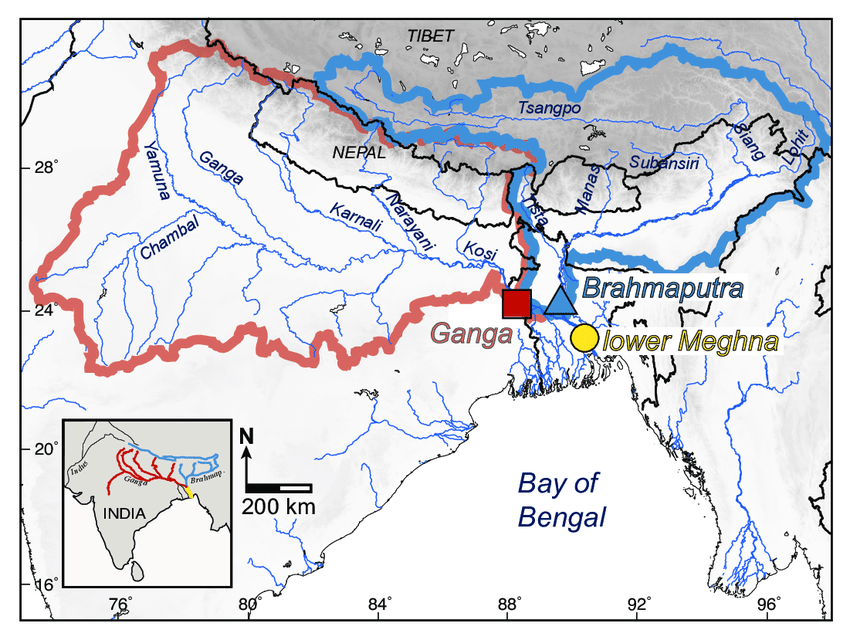 TIBET
Tsangpo
28°
NEPAL
Yamuna
Ganga
Chambal
Karnali
Narayani
Kosi
Tista
Manas
Subansiri
Siang
Lohit
24°
Brahmaputra
Ganga
lower Meghna
20°
Indus
Ganga
Brahmap.
INDIA
N
200 km
Bay of
Bengal
16°
76°
80°
84°
88°
92°
96°